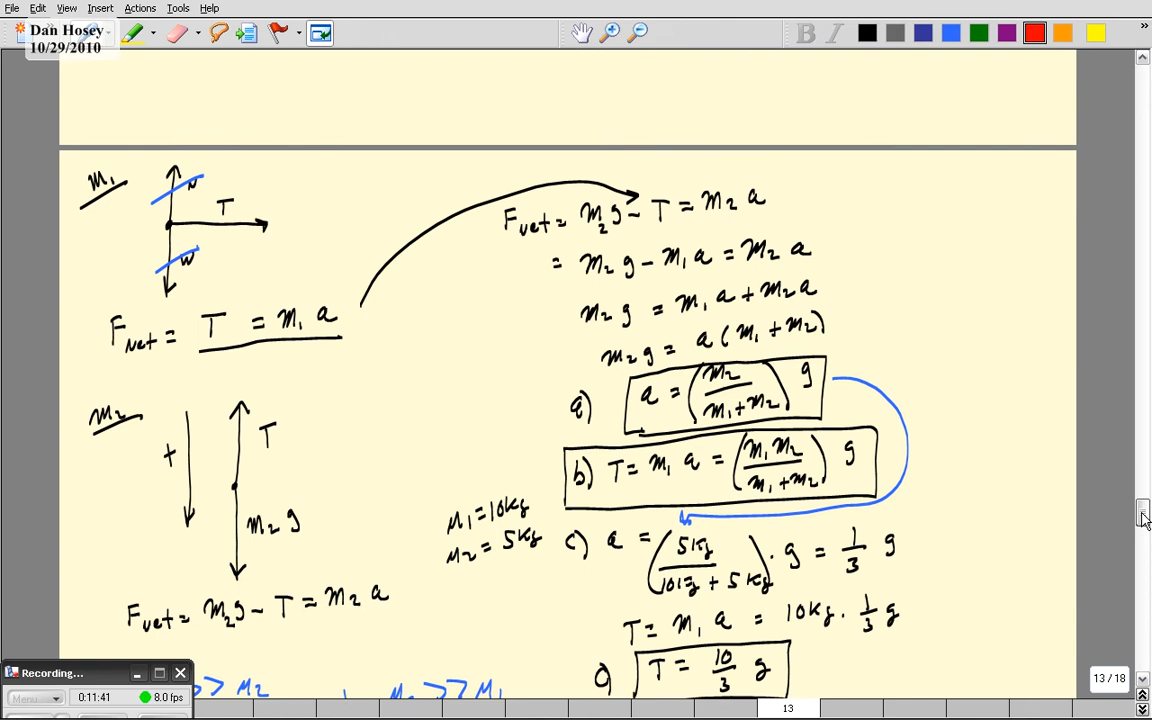 File Edit View Insert Actions Tools Help
Dan Hosey
10/29/2010
B I
M₁
N
T
W
F_Net = T = m₁ a
M₂
+
T
m₂ g
F_net = m₂g - T = m₂ a
F_net = m₂g - T = m₂ a
= m₂ g - m₁ a = m₂ a
m₂ g = m₁ a + m₂ a
m₂ g = a (m₁ + m₂)
a) a = (m₂ / m₁+m₂) g
b) T = m₁ a = (m₁ m₂ / m₁+m₂) g
M₁ = 10kg
M₂ = 5kg
c) a = (5kg / 10kg + 5kg) · g = 1/3 g
T = m₁ a = 10kg · 1/3 g
c) T = 10/3 g
>> M₂
>> M₁
Recording...
Menu 0:11:41 8.0 fps
13/18
13